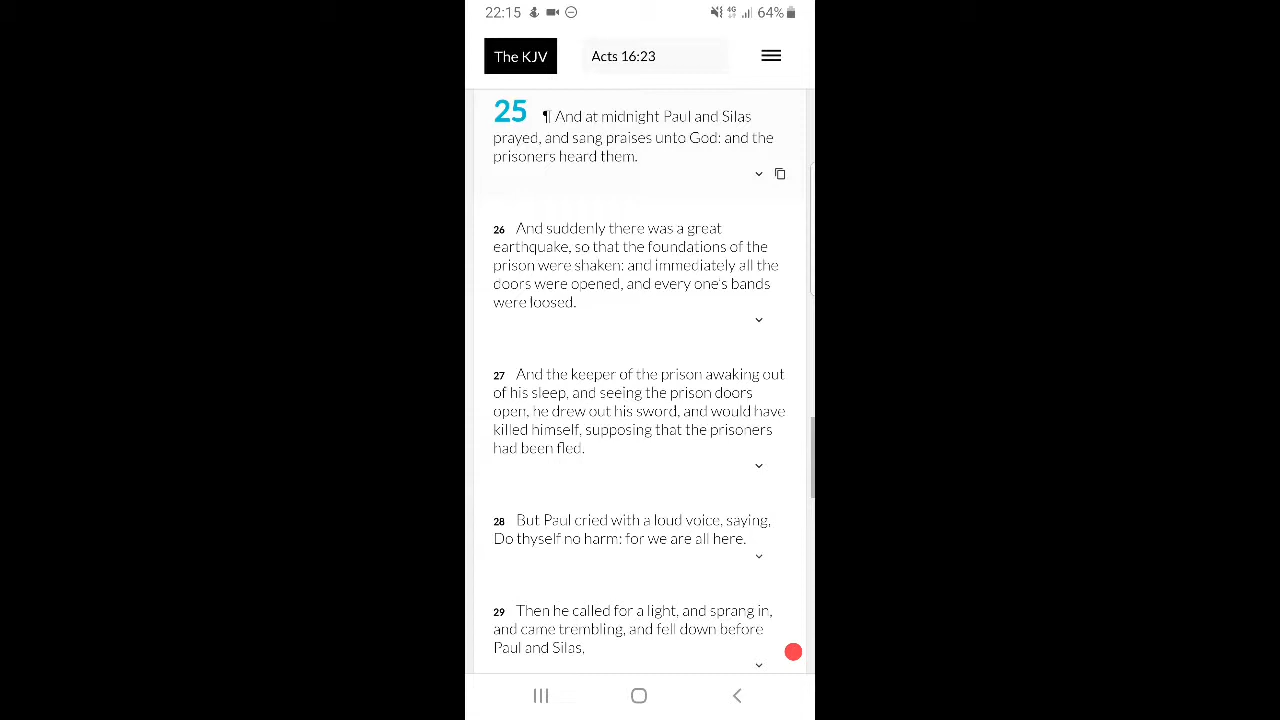 22:15 4G 64%
The KJV Acts 16:23
25 ¶ And at midnight Paul and Silas
prayed, and sang praises unto God: and the
prisoners heard them.
26 And suddenly there was a great
earthquake, so that the foundations of the
prison were shaken: and immediately all the
doors were opened, and every one's bands
were loosed.
27 And the keeper of the prison awaking out
of his sleep, and seeing the prison doors
open, he drew out his sword, and would have
killed himself, supposing that the prisoners
had been fled.
28 But Paul cried with a loud voice, saying,
Do thyself no harm: for we are all here.
29 Then he called for a light, and sprang in,
and came trembling, and fell down before
Paul and Silas,